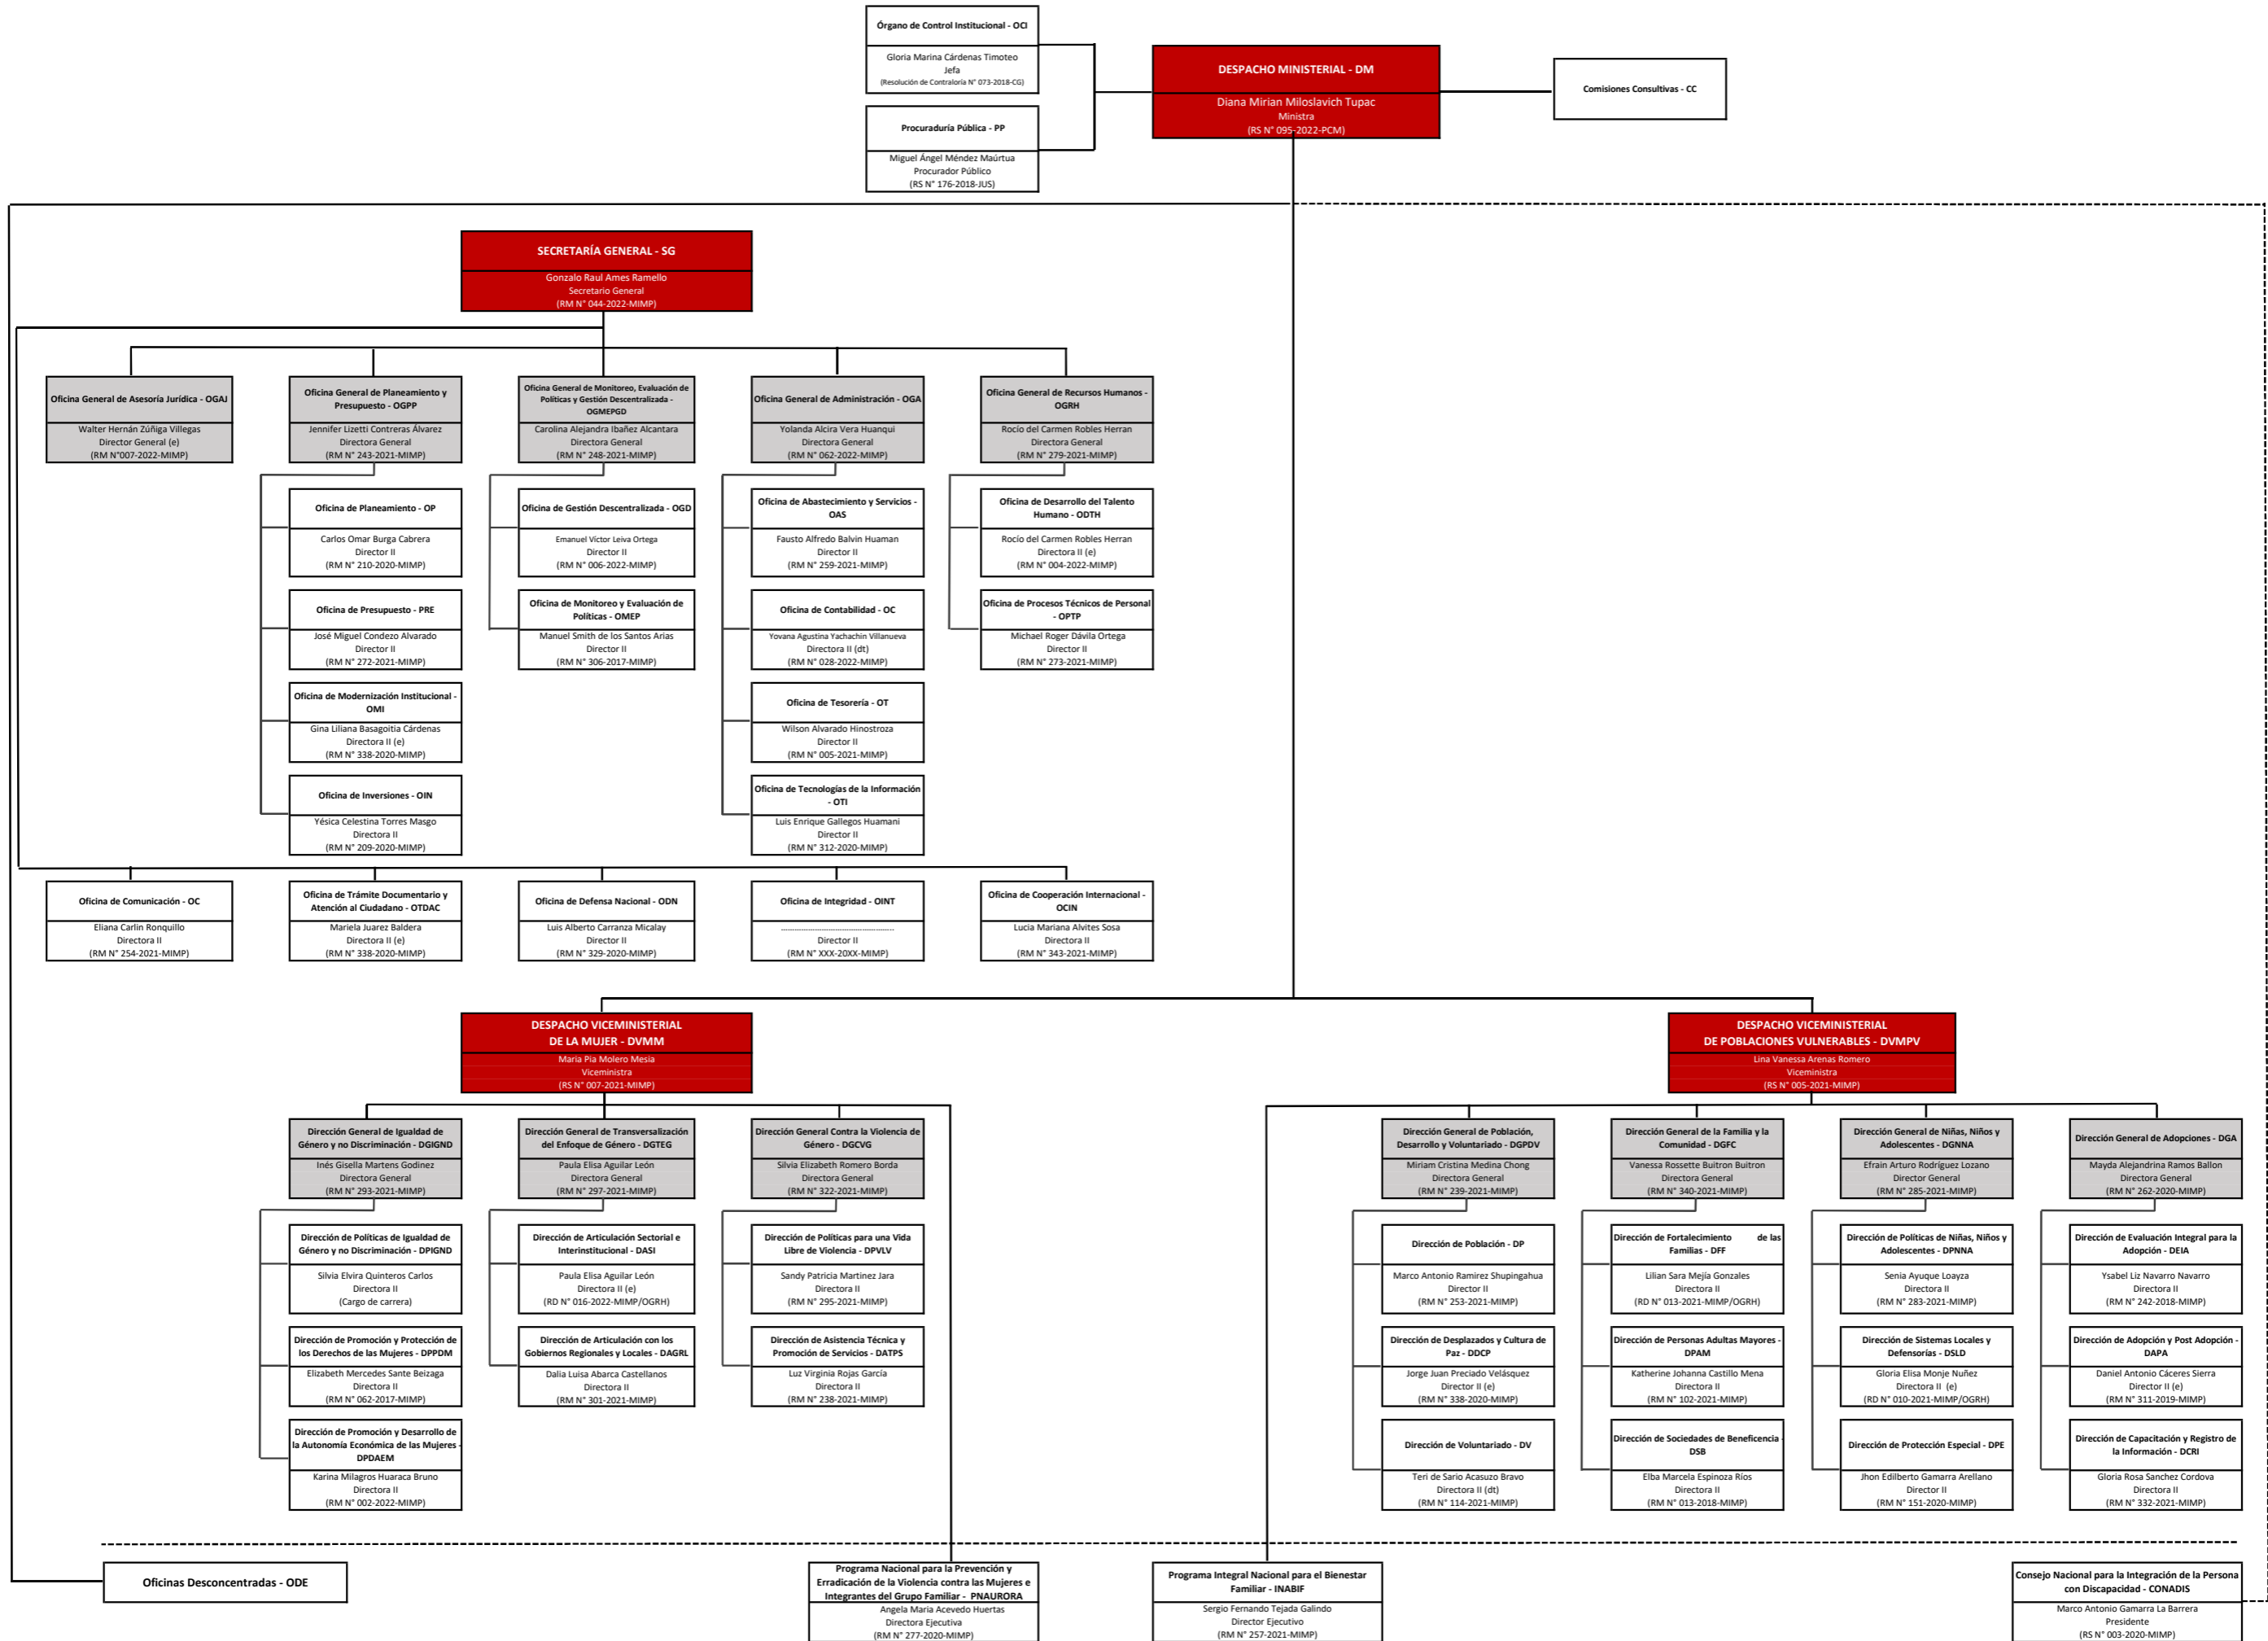 Órgano de Control Institucional - OCI
Gloria Marina Cárdenas Timoteo
Jefa
(Resolución de Contraloría N° 073-2018-CG)
Procuraduría Pública - PP
Miguel Ángel Méndez Maúrtua
Procurador Público
(RS N° 176-2018-JUS)
DESPACHO MINISTERIAL - DM
Diana Mirian Miloslavich Tupac
Ministra
(RS N° 095-2022-PCM)
Comisiones Consultivas - CC
SECRETARÍA GENERAL - SG
Gonzalo Raul Ames Ramello
Secretario General
(RM N° 044-2022-MIMP)
Oficina General de Asesoría Jurídica - OGAJ
Walter Hernán Zúñiga Villegas
Director General (e)
(RM N°007-2022-MIMP)
Oficina General de Planeamiento y
Presupuesto - OGPP
Jennifer Lizetti Contreras Álvarez
Directora General
(RM N° 243-2021-MIMP)
Oficina General de Monitoreo, Evaluación de
Políticas y Gestión Descentralizada -
OGMEPGD
Carolina Alejandra Ibañez Alcantara
Directora General
(RM N° 248-2021-MIMP)
Oficina General de Administración - OGA
Yolanda Alcira Vera Huanqui
Directora General
(RM N° 062-2022-MIMP)
Oficina General de Recursos Humanos -
OGRH
Rocío del Carmen Robles Herran
Directora General
(RM N° 279-2021-MIMP)
Oficina de Planeamiento - OP
Carlos Omar Burga Cabrera
Director II
(RM N° 210-2020-MIMP)
Oficina de Gestión Descentralizada - OGD
Emanuel Víctor Leiva Ortega
Director II
(RM N° 006-2022-MIMP)
Oficina de Abastecimiento y Servicios -
OAS
Fausto Alfredo Balvin Huaman
Director II
(RM N° 259-2021-MIMP)
Oficina de Desarrollo del Talento
Humano - ODTH
Rocío del Carmen Robles Herran
Directora II (e)
(RM N° 004-2022-MIMP)
Oficina de Presupuesto - PRE
José Miguel Condezo Alvarado
Director II
(RM N° 272-2021-MIMP)
Oficina de Monitoreo y Evaluación de
Políticas - OMEP
Manuel Smith de los Santos Arias
Director II
(RM N° 306-2017-MIMP)
Oficina de Contabilidad - OC
Yovana Agustina Yachachin Villanueva
Directora II (dt)
(RM N° 028-2022-MIMP)
Oficina de Procesos Técnicos de Personal
- OPTP
Michael Roger Dávila Ortega
Director II
(RM N° 273-2021-MIMP)
Oficina de Modernización Institucional -
OMI
Gina Liliana Basagoitia Cárdenas
Directora II (e)
(RM N° 338-2020-MIMP)
Oficina de Tesorería - OT
Wilson Alvarado Hinostroza
Director II
(RM N° 005-2021-MIMP)
Oficina de Inversiones - OIN
Yésica Celestina Torres Masgo
Directora II
(RM N° 209-2020-MIMP)
Oficina de Tecnologías de la Información
- OTI
Luis Enrique Gallegos Huamani
Director II
(RM N° 312-2020-MIMP)
Oficina de Comunicación - OC
Eliana Carlin Ronquillo
Directora II
(RM N° 254-2021-MIMP)
Oficina de Trámite Documentario y
Atención al Ciudadano - OTDAC
Mariela Juarez Baldera
Directora II (e)
(RM N° 338-2020-MIMP)
Oficina de Defensa Nacional - ODN
Luis Alberto Carranza Micalay
Director II
(RM N° 329-2020-MIMP)
Oficina de Integridad - OINT
...............................................
Director II
(RM N° XXX-20XX-MIMP)
Oficina de Cooperación Internacional -
OCIN
Lucia Mariana Alvites Sosa
Directora II
(RM N° 343-2021-MIMP)
DESPACHO VICEMINISTERIAL
DE LA MUJER - DVMM
Maria Pia Molero Mesia
Viceministra
(RS N° 007-2021-MIMP)
DESPACHO VICEMINISTERIAL
DE POBLACIONES VULNERABLES - DVMPV
Lina Vanessa Arenas Romero
Viceministra
(RS N° 005-2021-MIMP)
Dirección General de Igualdad de
Género y no Discriminación - DGIGND
Inés Gisella Martens Godinez
Directora General
(RM N° 293-2021-MIMP)
Dirección General de Transversalización
del Enfoque de Género - DGTEG
Paula Elisa Aguilar León
Directora General
(RM N° 297-2021-MIMP)
Dirección General Contra la Violencia de
Género - DGCVG
Silvia Elizabeth Romero Borda
Directora General
(RM N° 322-2021-MIMP)
Dirección General de Población,
Desarrollo y Voluntariado - DGPDV
Miriam Cristina Medina Chong
Directora General
(RM N° 239-2021-MIMP)
Dirección General de la Familia y la
Comunidad - DGFC
Vanessa Rossette Buitron Buitron
Directora General
(RM N° 340-2021-MIMP)
Dirección General de Niñas, Niños y
Adolescentes - DGNNA
Efrain Arturo Rodríguez Lozano
Director General
(RM N° 285-2021-MIMP)
Dirección General de Adopciones - DGA
Mayda Alejandrina Ramos Ballon
Directora General
(RM N° 262-2020-MIMP)
Dirección de Políticas de Igualdad de
Género y no Discriminación - DPIGND
Silvia Elvira Quinteros Carlos
Directora II
(Cargo de carrera)
Dirección de Articulación Sectorial e
Interinstitucional - DASI
Paula Elisa Aguilar León
Directora II (e)
(RD N° 016-2022-MIMP/OGRH)
Dirección de Políticas para una Vida
Libre de Violencia - DPVLV
Sandy Patricia Martinez Jara
Directora II
(RM N° 295-2021-MIMP)
Dirección de Población - DP
Marco Antonio Ramirez Shupingahua
Director II
(RM N° 253-2021-MIMP)
Dirección de Fortalecimiento de las
Familias - DFF
Lilian Sara Mejía Gonzales
Directora II
(RD N° 013-2021-MIMP/OGRH)
Dirección de Políticas de Niñas, Niños y
Adolescentes - DPNNA
Senia Ayuque Loayza
Directora II
(RM N° 283-2021-MIMP)
Dirección de Evaluación Integral para la
Adopción - DEIA
Ysabel Liz Navarro Navarro
Directora II
(RM N° 242-2018-MIMP)
Dirección de Promoción y Protección de
los Derechos de las Mujeres - DPPDM
Elizabeth Mercedes Sante Beizaga
Directora II
(RM N° 062-2017-MIMP)
Dirección de Articulación con los
Gobiernos Regionales y Locales - DAGRL
Dalia Luisa Abarca Castellanos
Directora II
(RM N° 301-2021-MIMP)
Dirección de Asistencia Técnica y
Promoción de Servicios - DATPS
Luz Virginia Rojas García
Directora II
(RM N° 238-2021-MIMP)
Dirección de Desplazados y Cultura de
Paz - DDCP
Jorge Juan Preciado Velásquez
Director II (e)
(RM N° 338-2020-MIMP)
Dirección de Personas Adultas Mayores -
DPAM
Katherine Johanna Castillo Mena
Directora II
(RM N° 102-2021-MIMP)
Dirección de Sistemas Locales y
Defensorías - DSLD
Gloria Elisa Monje Nuñez
Directora II (e)
(RD N° 010-2021-MIMP/OGRH)
Dirección de Adopción y Post Adopción -
DAPA
Daniel Antonio Cáceres Sierra
Director II (e)
(RM N° 311-2019-MIMP)
Dirección de Promoción y Desarrollo de
la Autonomía Económica de las Mujeres -
DPDAEM
Karina Milagros Huaraca Bruno
Directora II
(RM N° 002-2022-MIMP)
Dirección de Voluntariado - DV
Teri de Sario Acasuzo Bravo
Directora II (dt)
(RM N° 114-2021-MIMP)
Dirección de Sociedades de Beneficencia -
DSB
Elba Marcela Espinoza Ríos
Directora II
(RM N° 013-2018-MIMP)
Dirección de Protección Especial - DPE
Jhon Edilberto Gamarra Arellano
Director II
(RM N° 151-2020-MIMP)
Dirección de Capacitación y Registro de
la Información - DCRI
Gloria Rosa Sanchez Cordova
Directora II
(RM N° 332-2021-MIMP)
Oficinas Desconcentradas - ODE
Programa Nacional para la Prevención y
Erradicación de la Violencia contra las Mujeres e
Integrantes del Grupo Familiar - PNAURORA
Angela Maria Acevedo Huertas
Directora Ejecutiva
(RM N° 277-2020-MIMP)
Programa Integral Nacional para el Bienestar
Familiar - INABIF
Sergio Fernando Tejada Galindo
Director Ejecutivo
(RM N° 257-2021-MIMP)
Consejo Nacional para la Integración de la Persona
con Discapacidad - CONADIS
Marco Antonio Gamarra La Barrera
Presidente
(RS N° 003-2020-MIMP)